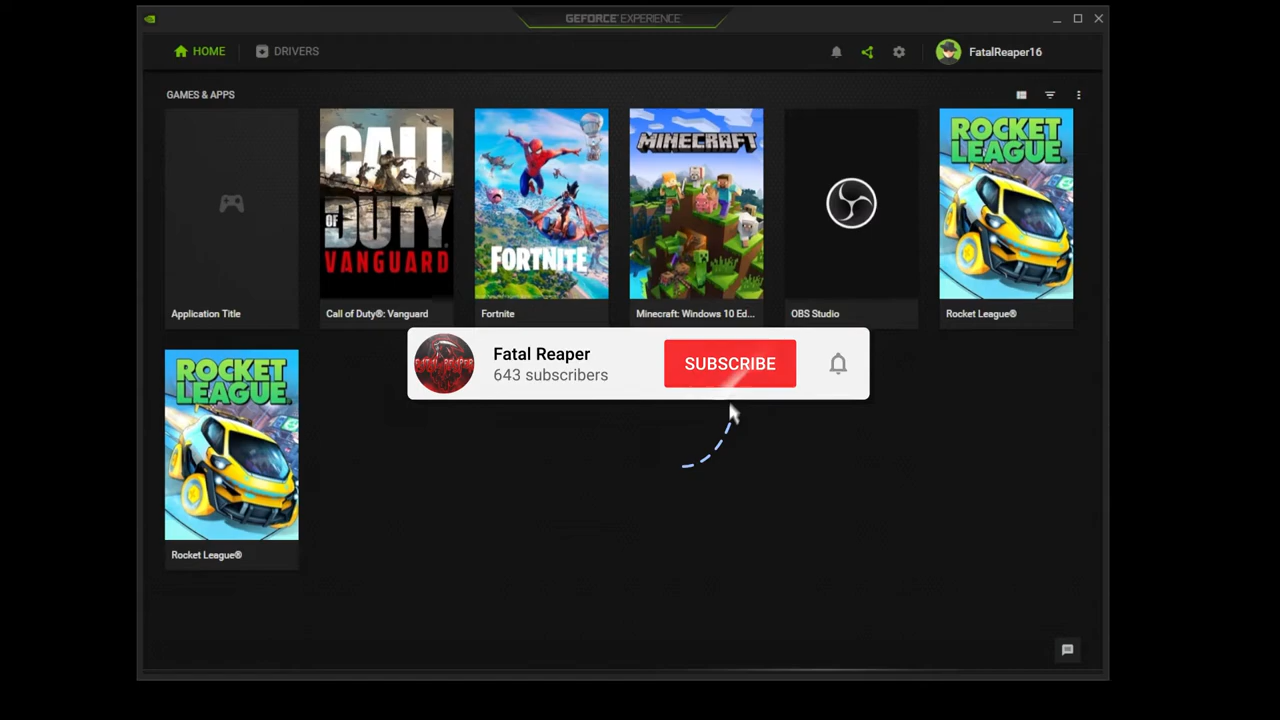 GEFORCE EXPERIENCE
HOME
DRIVERS
FatalReaper16
GAMES & APPS
CALL
OF DUTY
VANGUARD
FORTNITE
MINECRAFT
ROCKET
LEAGUE
Application Title
Call of Duty®: Vanguard
Fortnite
Minecraft: Windows 10 Ed...
OBS Studio
Rocket League®
FATAL REAPER
Fatal Reaper
643 subscribers
SUBSCRIBE
ROCKET
LEAGUE
Rocket League®